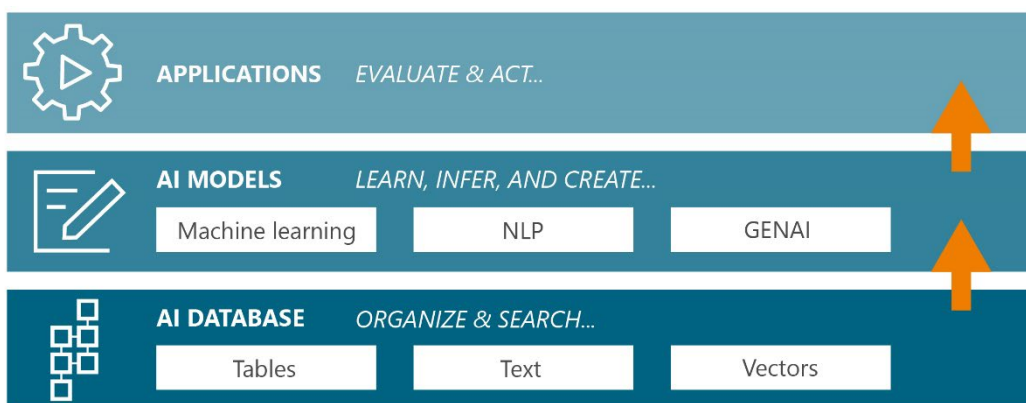 APPLICATIONS EVALUATE & ACT...
AI MODELS LEARN, INFER, AND CREATE...
Machine learning NLP GENAI
AI DATABASE ORGANIZE & SEARCH...
Tables Text Vectors